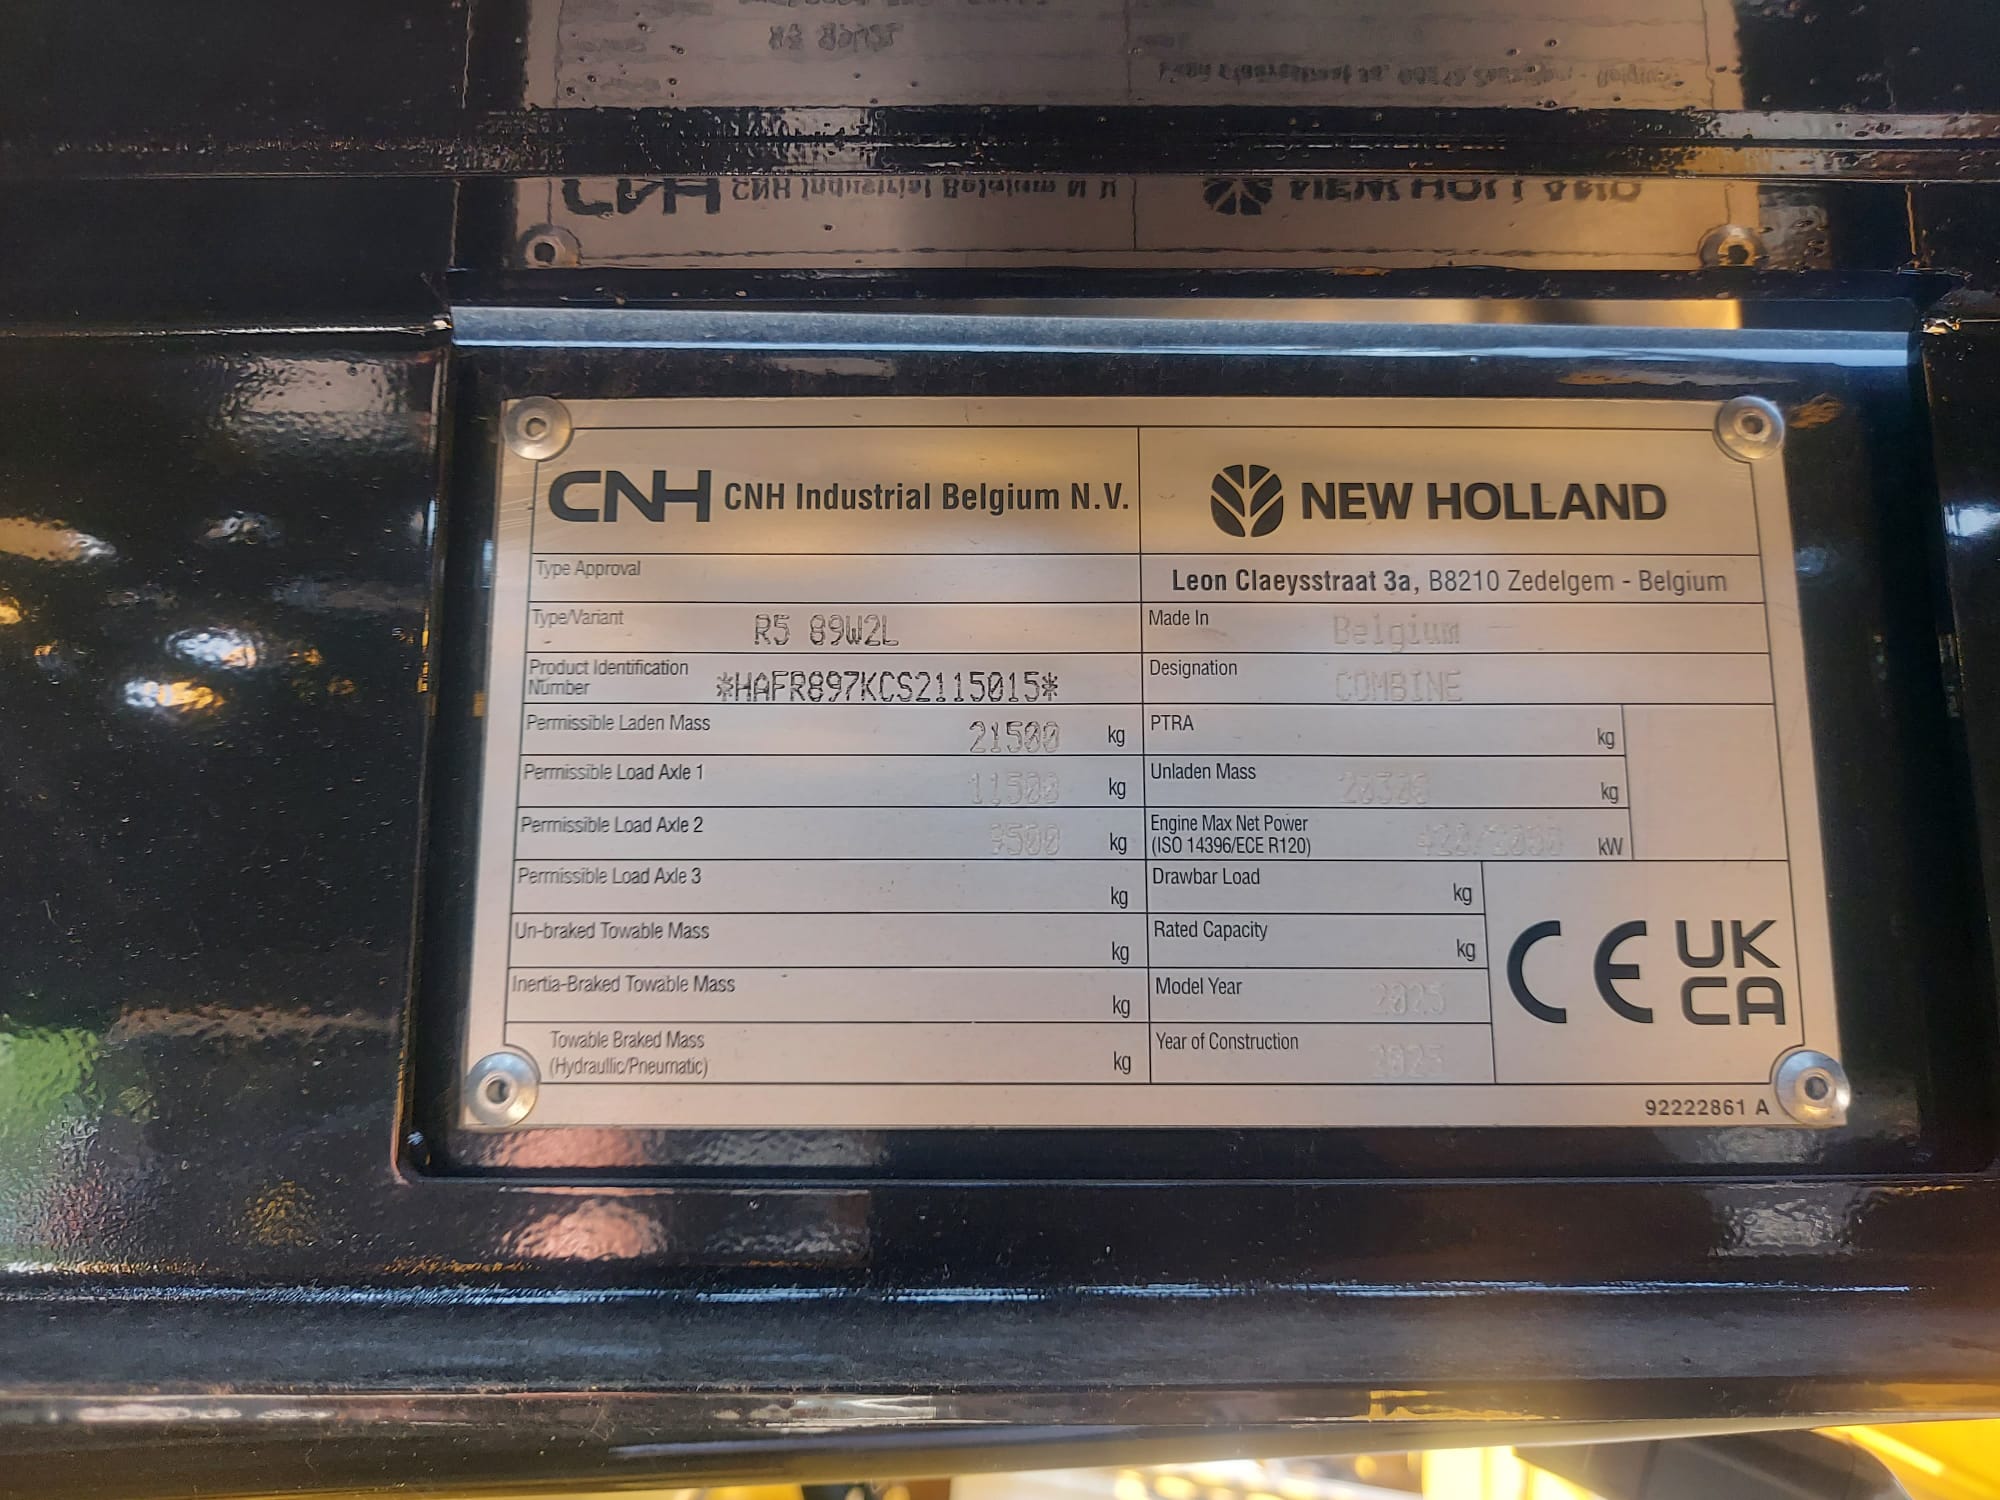 CNH CNH Industrial Belgium N.V.
NEW HOLLAND
Type Approval
Leon Claeysstraat 3a, B8210 Zedelgem - Belgium
Type/Variant R5 89W2L
Made In Belgium
Product Identification
Number *HAFR897KCS2115015*
Designation COMBINE
Permissible Laden Mass 21500 kg
PTRA kg
Permissible Load Axle 1 11500 kg
Unladen Mass 20300 kg
Permissible Load Axle 2 9500 kg
Engine Max Net Power
(ISO 14396/ECE R120) kW
Permissible Load Axle 3 kg
Drawbar Load kg
Un-braked Towable Mass kg
Rated Capacity kg
Inertia-Braked Towable Mass kg
Model Year 2025
Towable Braked Mass
(Hydraullic/Pneumatic) kg
Year of Construction 2025
CE UK
CA
92222861 A